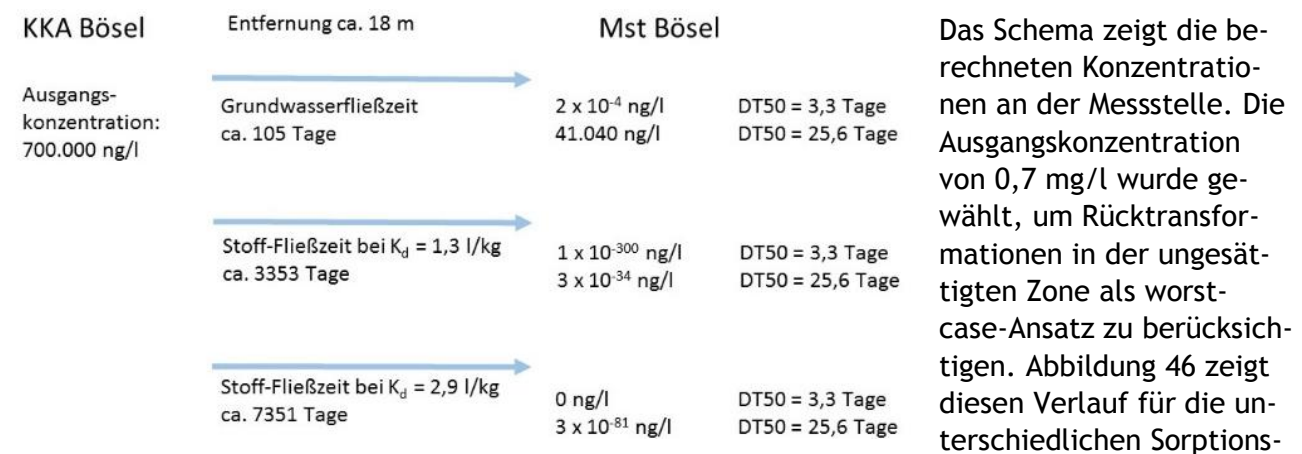 KKA Bösel
Entfernung ca. 18 m
Mst Bösel
Ausgangs-
konzentration:
700.000 ng/l
Grundwasserfließzeit
ca. 105 Tage
2 x 10⁻⁴ ng/l DT50 = 3,3 Tage
41.040 ng/l DT50 = 25,6 Tage
Stoff-Fließzeit bei K_d = 1,3 l/kg
ca. 3353 Tage
1 x 10⁻³⁰⁰ ng/l DT50 = 3,3 Tage
3 x 10⁻³⁴ ng/l DT50 = 25,6 Tage
Stoff-Fließzeit bei K_d = 2,9 l/kg
ca. 7351 Tage
0 ng/l DT50 = 3,3 Tage
3 x 10⁻⁸¹ ng/l DT50 = 25,6 Tage
Das Schema zeigt die be-
rechneten Konzentratio-
nen an der Messstelle. Die
Ausgangskonzentration
von 0,7 mg/l wurde ge-
wählt, um Rücktransfor-
mationen in der ungesät-
tigten Zone als worst-
case-Ansatz zu berücksich-
tigen. Abbildung 46 zeigt
diesen Verlauf für die un-
terschiedlichen Sorptions-